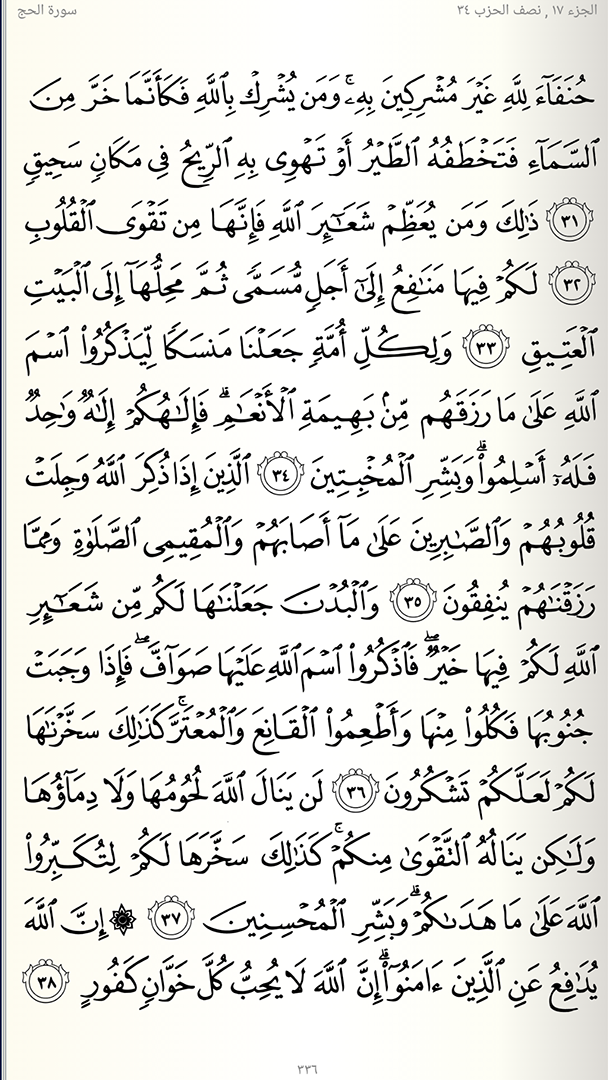 الجزء ١٧ , نصف الحزب ٣٤
سورة الحج
حُنَفَآءَ لِلَّهِ غَيْرَ مُشْرِكِينَ بِهِۦۚ وَمَن يُشْرِكْ بِٱللَّهِ فَكَأَنَّمَا خَرَّ مِنَ
ٱلسَّمَآءِ فَتَخْطَفُهُ ٱلطَّيْرُ أَوْ تَهْوِى بِهِ ٱلرِّيحُ فِى مَكَانٍ سَحِيقٍ
٣١ ذَٰلِكَ وَمَن يُعَظِّمْ شَعَـٰٓئِرَ ٱللَّهِ فَإِنَّهَا مِن تَقْوَى ٱلْقُلُوبِ
٣٢ لَكُمْ فِيهَا مَنَـٰفِعُ إِلَىٰٓ أَجَلٍ مُّسَمًّى ثُمَّ مَحِلُّهَآ إِلَى ٱلْبَيْتِ
ٱلْعَتِيقِ ٣٣ وَلِكُلِّ أُمَّةٍ جَعَلْنَا مَنسَكًا لِّيَذْكُرُوا۟ ٱسْمَ
ٱللَّهِ عَلَىٰ مَا رَزَقَهُم مِّنۢ بَهِيمَةِ ٱلْأَنْعَـٰمِۗ فَإِلَـٰهُكُمْ إِلَـٰهٌ وَٰحِدٌ
فَلَهُۥٓ أَسْلِمُوا۟ۗ وَبَشِّرِ ٱلْمُخْبِتِينَ ٣٤ ٱلَّذِينَ إِذَا ذُكِرَ ٱللَّهُ وَجِلَتْ
قُلُوبُهُمْ وَٱلصَّـٰبِرِينَ عَلَىٰ مَآ أَصَابَهُمْ وَٱلْمُقِيمِى ٱلصَّلَوٰةِ وَمِمَّا
رَزَقْنَـٰهُمْ يُنفِقُونَ ٣٥ وَٱلْبُدْنَ جَعَلْنَـٰهَا لَكُم مِّن شَعَـٰٓئِرِ
ٱللَّهِ لَكُمْ فِيهَا خَيْرٌۖ فَٱذْكُرُوا۟ ٱسْمَ ٱللَّهِ عَلَيْهَا صَوَآفَّۖ فَإِذَا وَجَبَتْ
جُنُوبُهَا فَكُلُوا۟ مِنْهَا وَأَطْعِمُوا۟ ٱلْقَانِعَ وَٱلْمُعْتَرَّۚ كَذَٰلِكَ سَخَّرْنَـٰهَا
لَكُمْ لَعَلَّكُمْ تَشْكُرُونَ ٣٦ لَن يَنَالَ ٱللَّهَ لُحُومُهَا وَلَا دِمَآؤُهَا
وَلَـٰكِن يَنَالُهُ ٱلتَّقْوَىٰ مِنكُمْۚ كَذَٰلِكَ سَخَّرَهَا لَكُمْ لِتُكَبِّرُوا۟
ٱللَّهَ عَلَىٰ مَا هَدَىٰكُمْۗ وَبَشِّرِ ٱلْمُحْسِنِينَ ٣٧ ۞ إِنَّ ٱللَّهَ
يُدَٰفِعُ عَنِ ٱلَّذِينَ ءَامَنُوٓا۟ۗ إِنَّ ٱللَّهَ لَا يُحِبُّ كُلَّ خَوَّانٍ كَفُورٍ ٣٨
٣٣٦